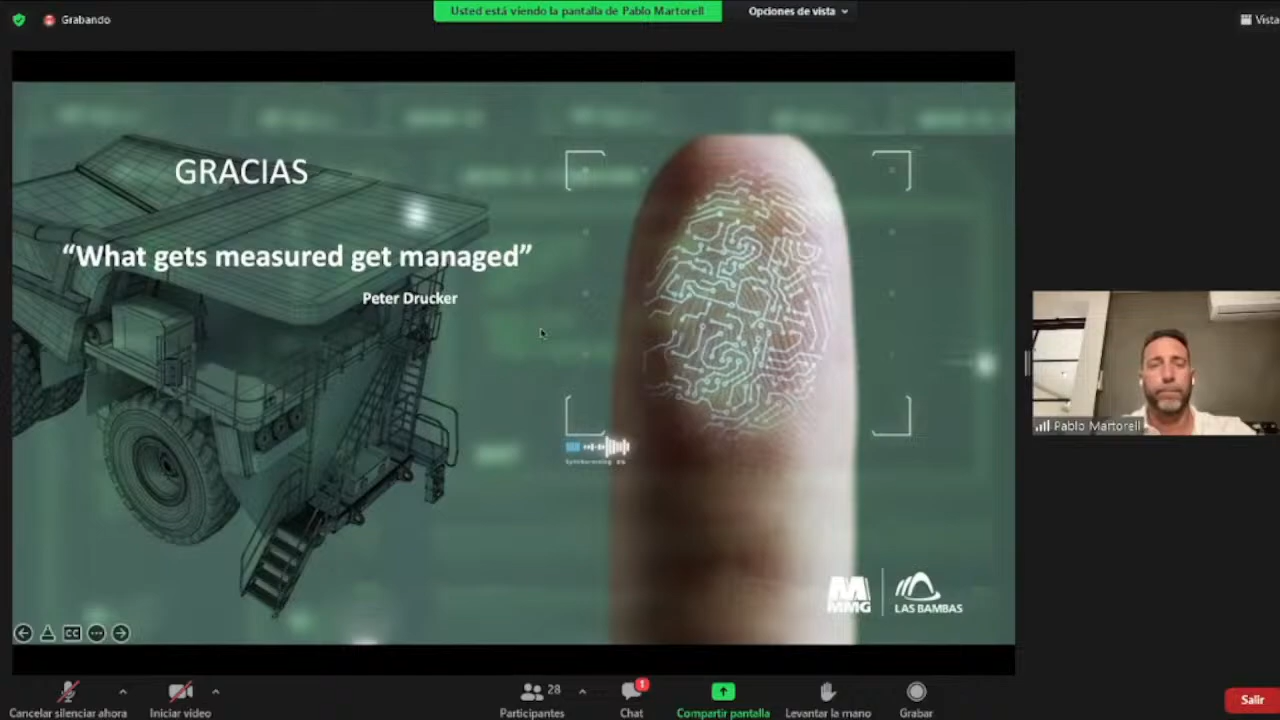 Grabando
Usted está viendo la pantalla de Pablo Martorell
Opciones de vista
Vista
GRACIAS
“What gets measured get managed”
Peter Drucker
MMG
LAS BAMBAS
CC
Pablo Martorell
Cancelar silenciar ahora
Iniciar video
28
Participantes
1
Chat
Compartir pantalla
Levantar la mano
Grabar
Salir